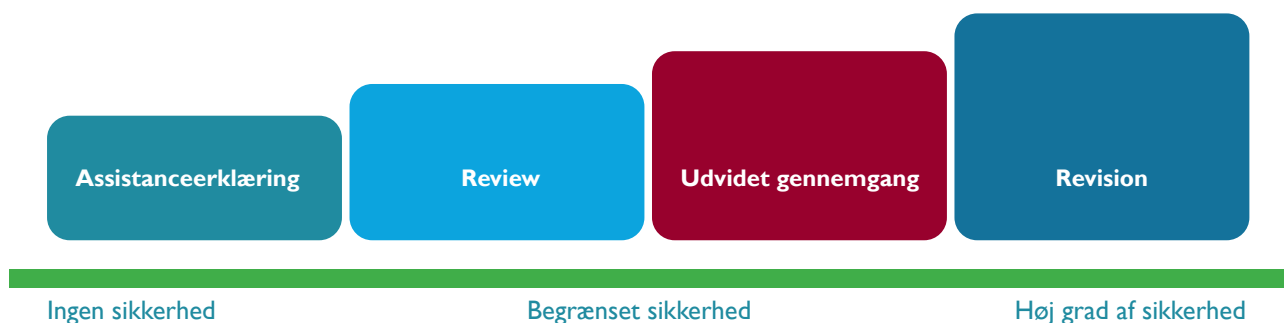 Assistanceerklæring
Review
Udvidet gennemgang
Revision
Ingen sikkerhed
Begrænset sikkerhed
Høj grad af sikkerhed